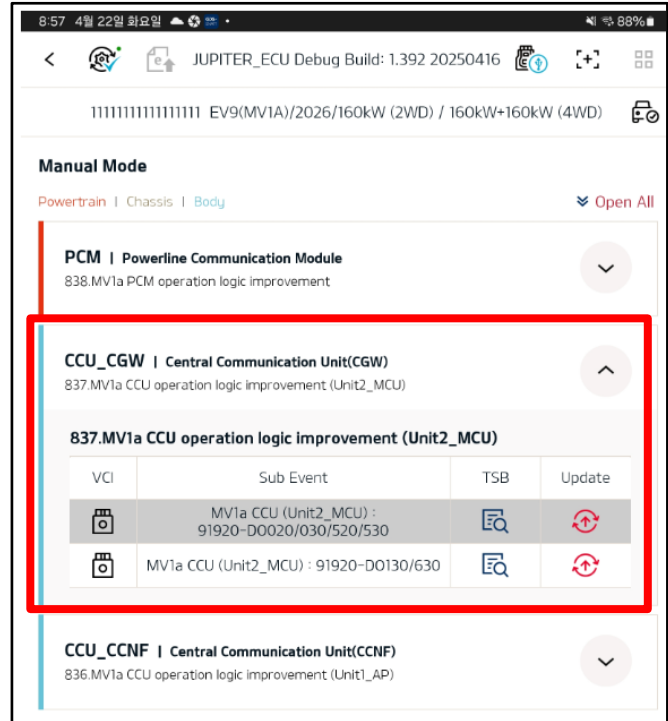 8:57 4월 22일 화요일
88%
JUPITER_ECU Debug Build: 1.392 20250416
11111111111111111 EV9(MV1A)/2026/160kW (2WD) / 160kW+160kW (4WD)
Manual Mode
Powertrain | Chassis | Body
Open All
PCM | Powerline Communication Module
838.MV1a PCM operation logic improvement
CCU_CGW | Central Communication Unit(CGW)
837.MV1a CCU operation logic improvement (Unit2_MCU)
837.MV1a CCU operation logic improvement (Unit2_MCU)
VCI Sub Event TSB Update
MV1a CCU (Unit2_MCU) :
91920-DO020/030/520/530
MV1a CCU (Unit2_MCU) : 91920-DO130/630
CCU_CCNF | Central Communication Unit(CCNF)
836.MV1a CCU operation logic improvement (Unit1_AP)